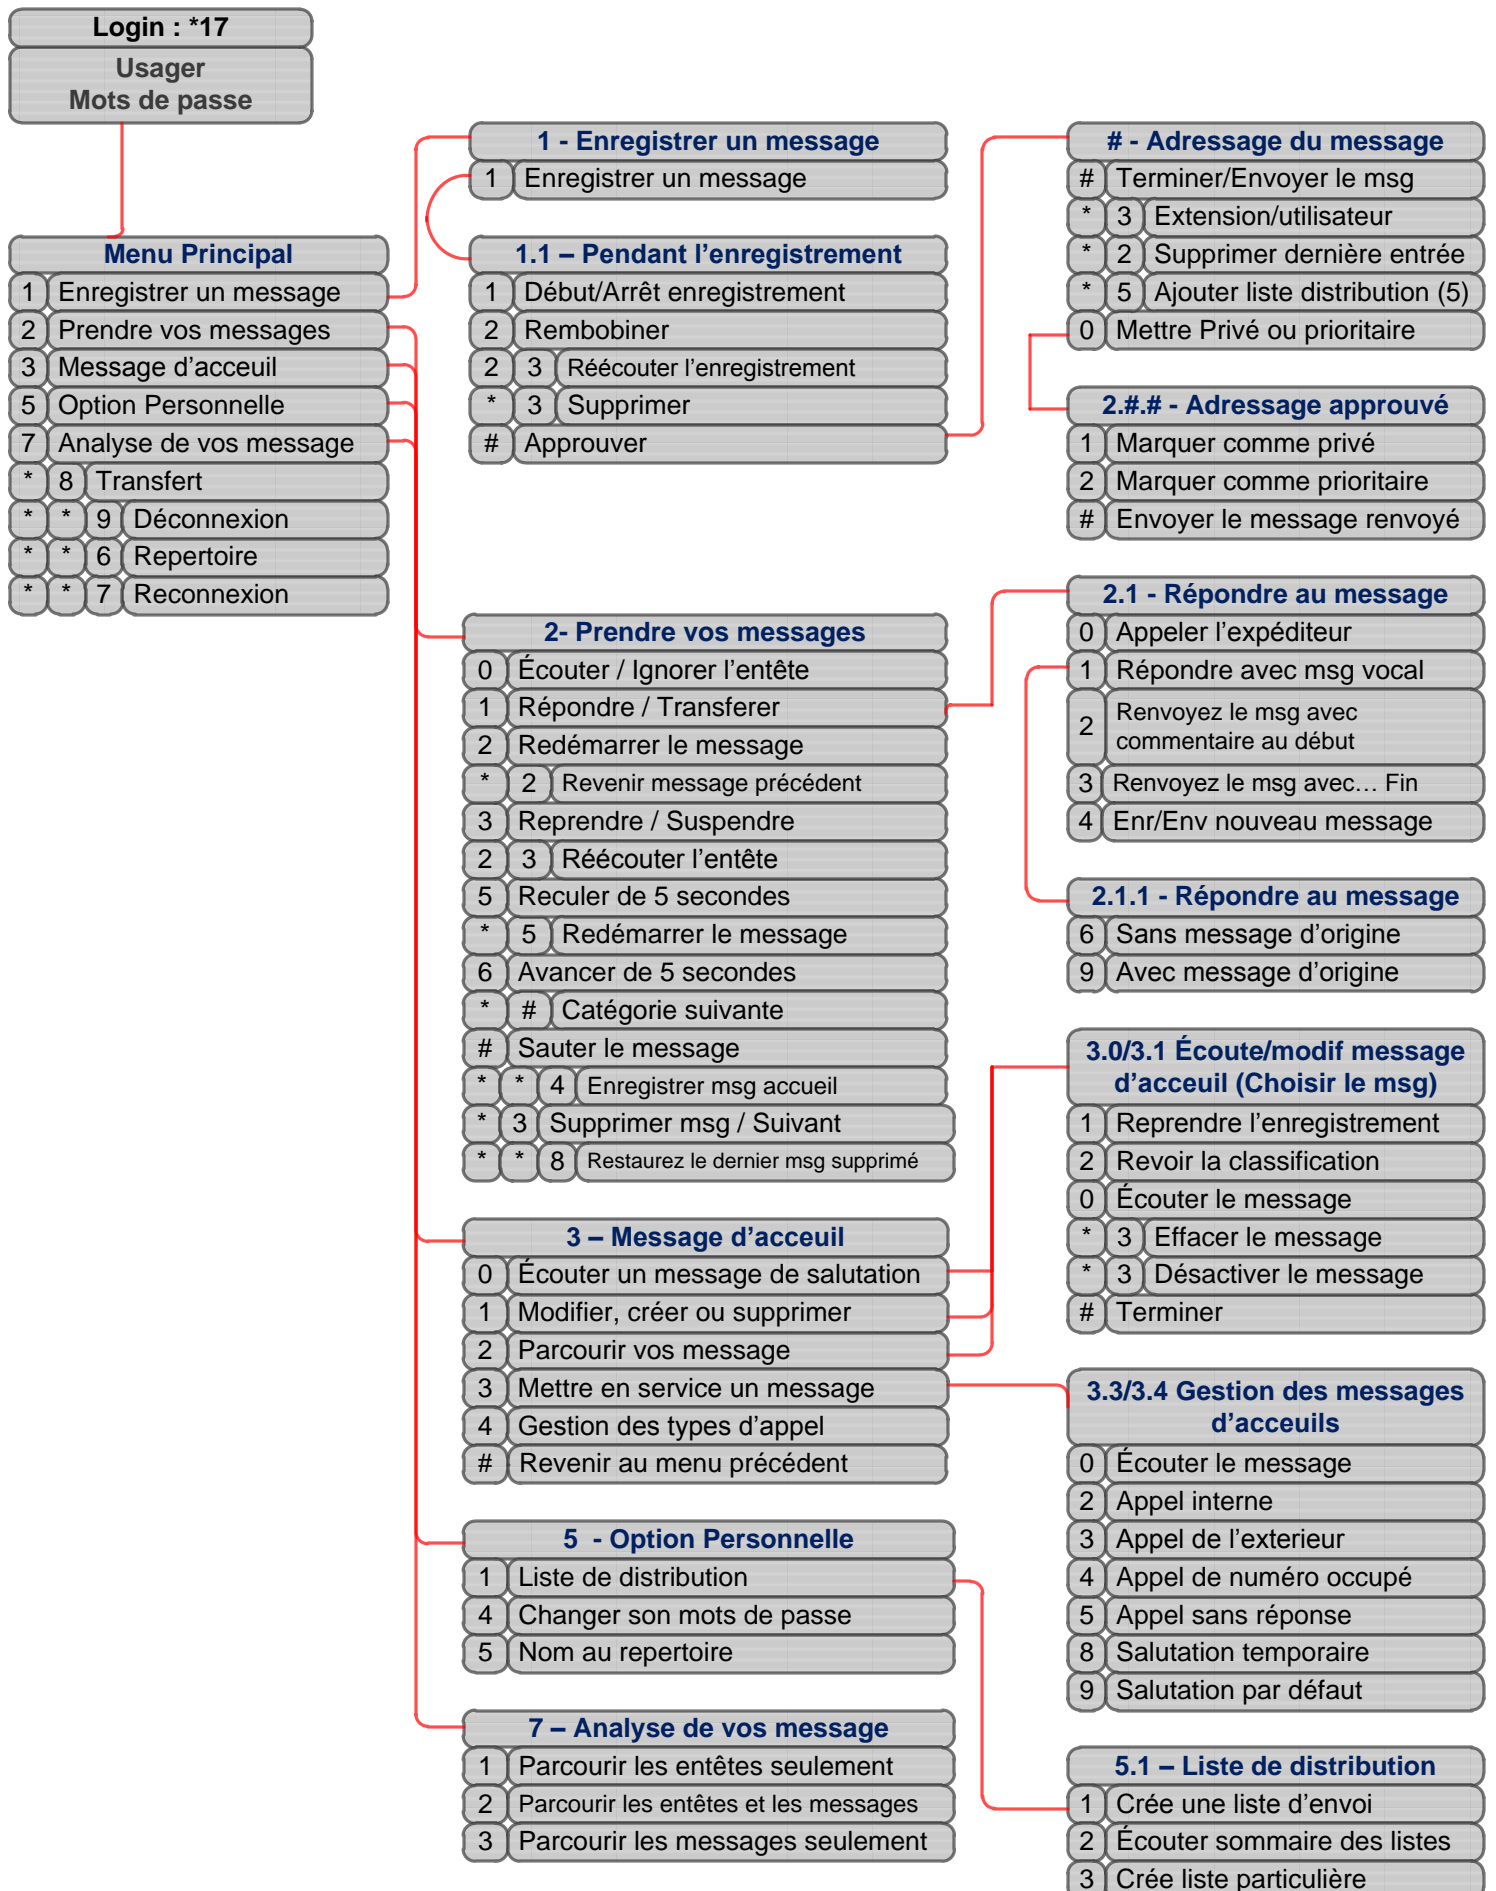 Login : *17
Usager
Mots de passe
Menu Principal
1 Enregistrer un message
2 Prendre vos messages
3 Message d'acceuil
5 Option Personnelle
7 Analyse de vos message
* 8 Transfert
* * 9 Déconnexion
* * 6 Repertoire
* * 7 Reconnexion
1 - Enregistrer un message
1 Enregistrer un message
1.1 – Pendant l'enregistrement
1 Début/Arrêt enregistrement
2 Rembobiner
2 3 Réécouter l'enregistrement
* 3 Supprimer
# Approuver
2- Prendre vos messages
0 Écouter / Ignorer l'entête
1 Répondre / Transferer
2 Redémarrer le message
* 2 Revenir message précédent
3 Reprendre / Suspendre
2 3 Réécouter l'entête
5 Reculer de 5 secondes
* 5 Redémarrer le message
6 Avancer de 5 secondes
* # Catégorie suivante
# Sauter le message
* * 4 Enregistrer msg accueil
* 3 Supprimer msg / Suivant
* * 8 Restaurez le dernier msg supprimé
3 – Message d'acceuil
0 Écouter un message de salutation
1 Modifier, créer ou supprimer
2 Parcourir vos message
3 Mettre en service un message
4 Gestion des types d'appel
# Revenir au menu précédent
5 - Option Personnelle
1 Liste de distribution
4 Changer son mots de passe
5 Nom au repertoire
7 – Analyse de vos message
1 Parcourir les entêtes seulement
2 Parcourir les entêtes et les messages
3 Parcourir les messages seulement
# - Adressage du message
# Terminer/Envoyer le msg
* 3 Extension/utilisateur
* 2 Supprimer dernière entrée
* 5 Ajouter liste distribution (5)
0 Mettre Privé ou prioritaire
2.#.# - Adressage approuvé
1 Marquer comme privé
2 Marquer comme prioritaire
# Envoyer le message renvoyé
2.1 - Répondre au message
0 Appeler l'expéditeur
1 Répondre avec msg vocal
2 Renvoyez le msg avec
commentaire au début
3 Renvoyez le msg avec… Fin
4 Enr/Env nouveau message
2.1.1 - Répondre au message
6 Sans message d'origine
9 Avec message d'origine
3.0/3.1 Écoute/modif message
d'acceuil (Choisir le msg)
1 Reprendre l'enregistrement
2 Revoir la classification
0 Écouter le message
* 3 Effacer le message
* 3 Désactiver le message
# Terminer
3.3/3.4 Gestion des messages
d'acceuils
0 Écouter le message
2 Appel interne
3 Appel de l'exterieur
4 Appel de numéro occupé
5 Appel sans réponse
8 Salutation temporaire
9 Salutation par défaut
5.1 – Liste de distribution
1 Crée une liste d'envoi
2 Écouter sommaire des listes
3 Crée liste particulière